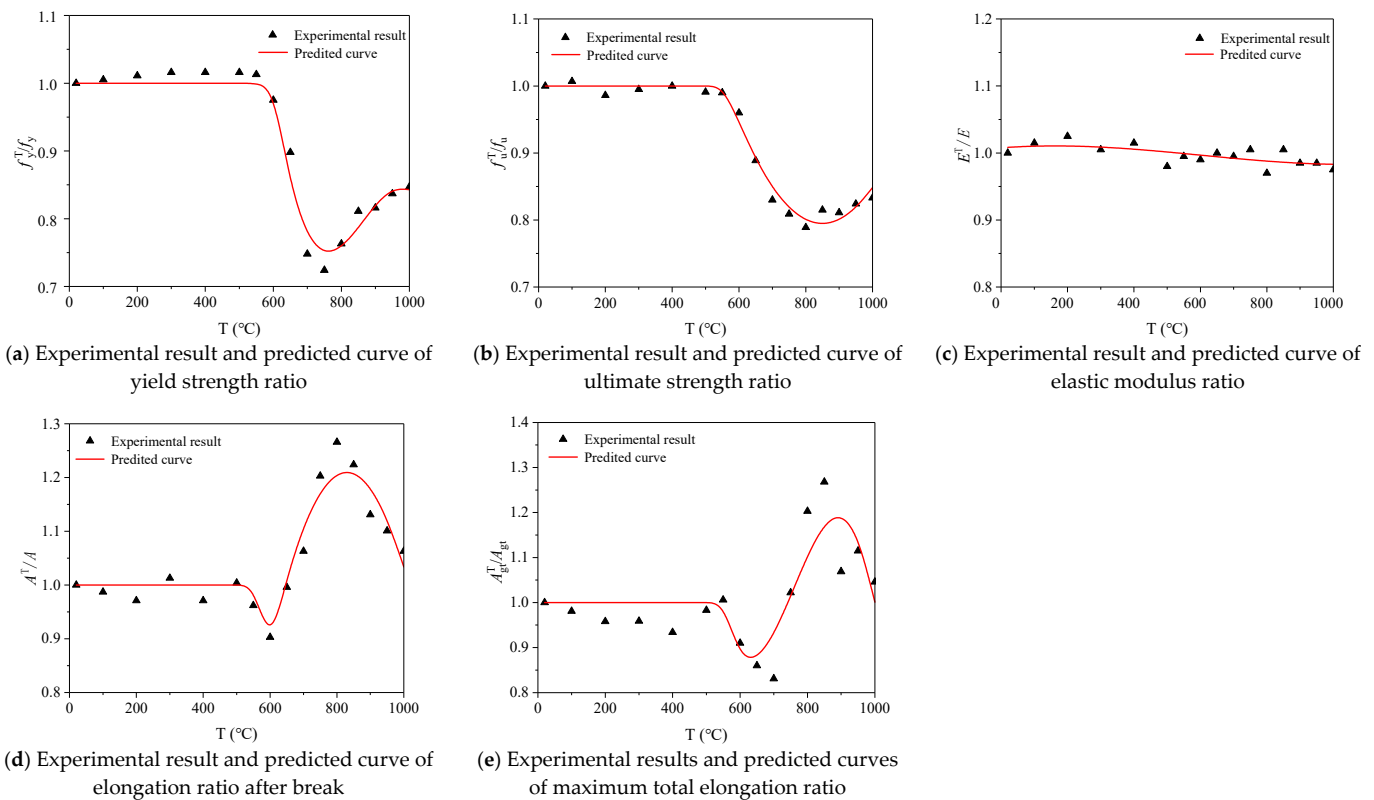 1.1
1.0
0.9
0.8
0.7
f_y^T/f_y
Experimental result
Predited curve
0 200 400 600 800 1000
T (°C)
(a) Experimental result and predicted curve of
yield strength ratio
1.1
1.0
0.9
0.8
0.7
f^T/f_u
Experimental result
Predited curve
0 200 400 600 800 1000
T (°C)
(b) Experimental result and predicted curve of
ultimate strength ratio
1.2
1.1
1.0
0.9
0.8
E^T/E
Experimental result
Predited curve
0 200 400 600 800 1000
T (°C)
(c) Experimental result and predicted curve of
elastic modulus ratio
1.3
1.2
1.1
1.0
0.9
0.8
A^T/A
Experimental result
Predited curve
0 200 400 600 800 1000
T (°C)
(d) Experimental result and predicted curve of
elongation ratio after break
1.4
1.3
1.2
1.1
1.0
0.9
0.8
A_gt^T/A_gt
Experimental result
Predited curve
0 200 400 600 800 1000
T (°C)
(e) Experimental results and predicted curves
of maximum total elongation ratio